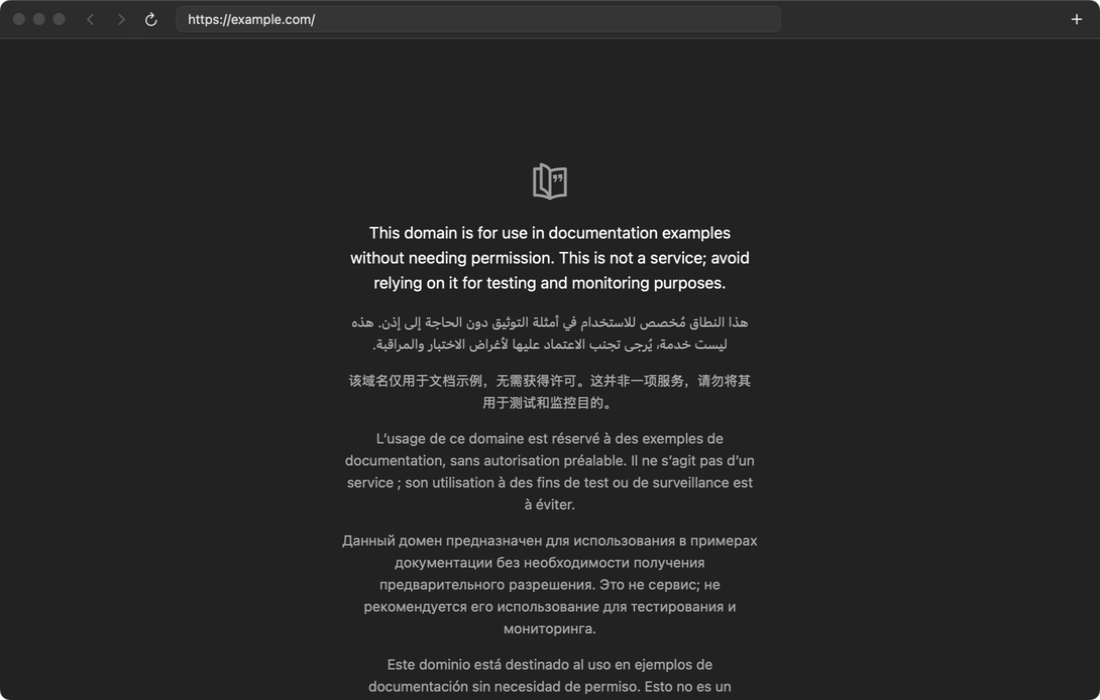 https://example.com/
This domain is for use in documentation examples
without needing permission. This is not a service; avoid
relying on it for testing and monitoring purposes.
هذا النطاق مُخصص للاستخدام في أمثلة التوثيق دون الحاجة إلى إذن. هذه
ليست خدمة، يُرجى تجنب الاعتماد عليها لأغراض الاختبار والمراقبة.
该域名仅用于文档示例，无需获得许可。这并非一项服务，请勿将其
用于测试和监控目的。
L’usage de ce domaine est réservé à des exemples de
documentation, sans autorisation préalable. Il ne s’agit pas d’un
service ; son utilisation à des fins de test ou de surveillance est
à éviter.
Данный домен предназначен для использования в примерах
документации без необходимости получения
предварительного разрешения. Это не сервис; не
рекомендуется его использование для тестирования и
мониторинга.
Este dominio está destinado al uso en ejemplos de
documentación sin necesidad de permiso. Esto no es un